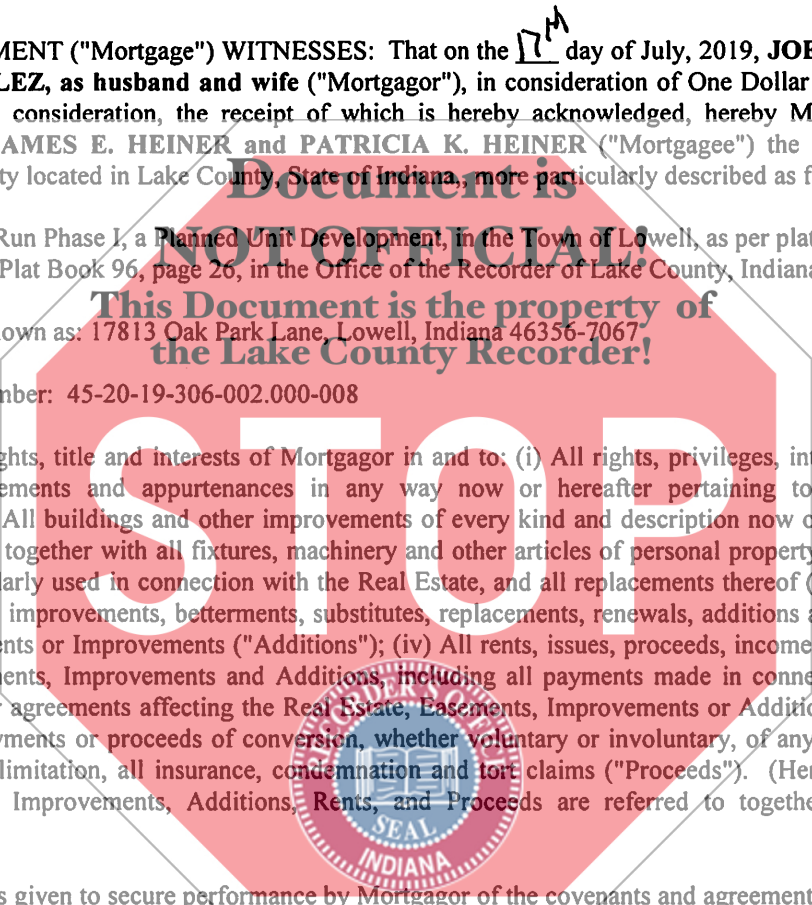 MENT ("Mortgage") WITNESSES: That on the 17th day of July, 2019, JOE
LEZ, as husband and wife ("Mortgagor"), in consideration of One Dollar
consideration, the receipt of which is hereby acknowledged, hereby M
AMES E. HEINER and PATRICIA K. HEINER ("Mortgagee") the
ty located in Lake County, State of Indiana,, more particularly described as f
Document is
Run Phase I, a Planned Unit Development, in the Town of Lowell, as per plat
NOT OFFICIAL!
Plat Book 96, page 26, in the Office of the Recorder of Lake County, Indiana
This Document is the property of
own as: 17813 Oak Park Lane, Lowell, Indiana 46356-7067
the Lake County Recorder!
mber: 45-20-19-306-002.000-008
STOP
ghts, title and interests of Mortgagor in and to: (i) All rights, privileges, in
ements and appurtenances in any way now or hereafter pertaining to
All buildings and other improvements of every kind and description now o
together with all fixtures, machinery and other articles of personal property
larly used in connection with the Real Estate, and all replacements thereof (
improvements, betterments, substitutes, replacements, renewals, additions a
ents or Improvements ("Additions"); (iv) All rents, issues, proceeds, income
ents, Improvements and Additions, including all payments made in conne
r agreements affecting the Real Estate, Easements, Improvements or Additio
yments or proceeds of conversion, whether voluntary or involuntary, of any
limitation, all insurance, condemnation and tort claims ("Proceeds"). (Her
Improvements, Additions, Rents, and Proceeds are referred to togethe
RECORDER'S OFFICE
SEAL
INDIANA
s given to secure performance by Mortgagor of the covenants and agreement